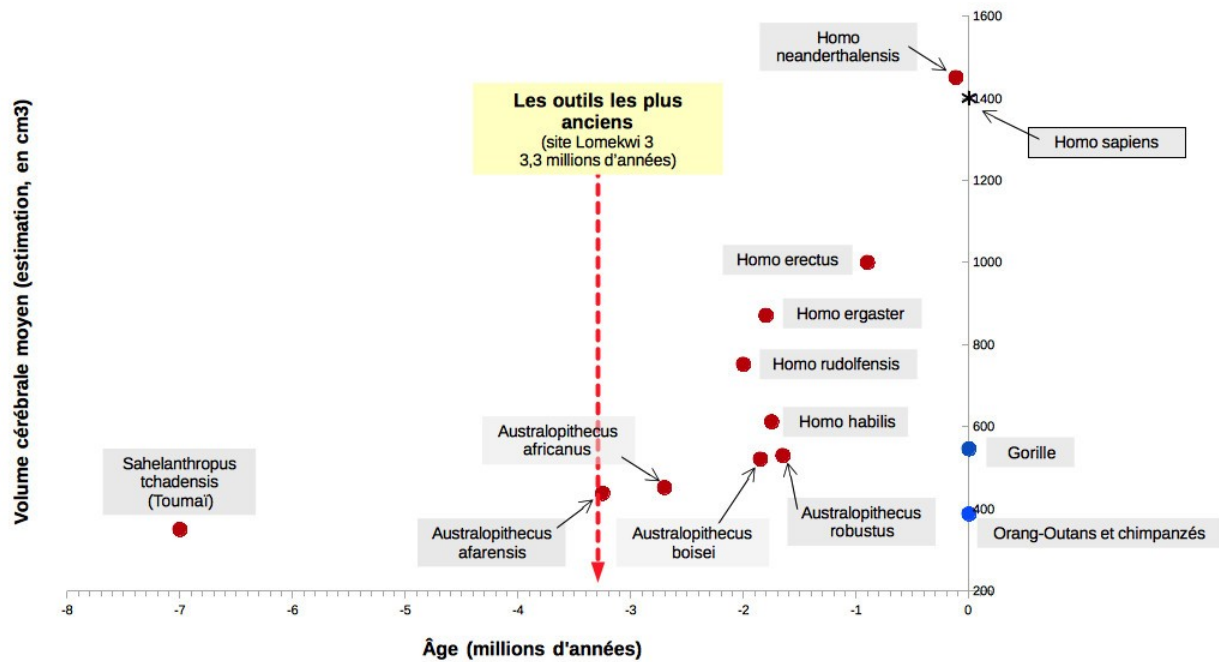 1600
Homo
neanderthalensis
Les outils les plus
anciens
(site Lomekwi 3
3,3 millions d'années)
1400
Homo sapiens
1200
Homo erectus
1000
Homo ergaster
800
Homo rudolfensis
Australopithecus
africanus
Homo habilis
600
Sahelanthropus
tchadensis
(Toumaï)
Gorille
Australopithecus
afarensis
Australopithecus
boisei
Australopithecus
robustus
400
Orang-Outans et chimpanzés
200
-8 -7 -6 -5 -4 -3 -2 -1 0
Âge (millions d'années)
Volume cérébrale moyen (estimation, en cm3)